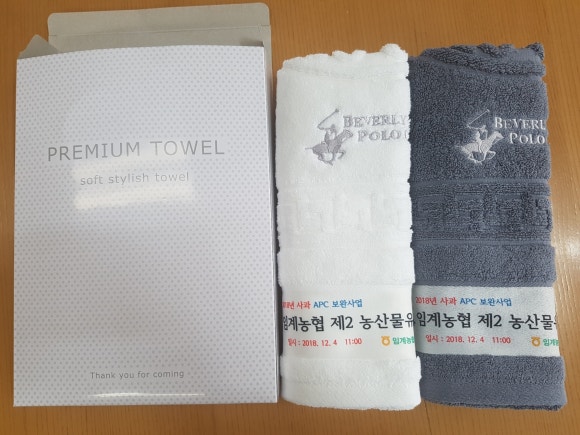 PREMIUM TOWEL
soft stylish towel
Thank you for coming
BEVERLY
POLO
2018년 사과 APC 보완사업
임계농협 제2 농산물유
일시 : 2018. 12. 4 11:00
임계농협
BEVERL
POLO
2018년 사과 APC 보완사업
임계농협 제2 농산물유
일시 : 2018. 12. 4 11:00
임계농협